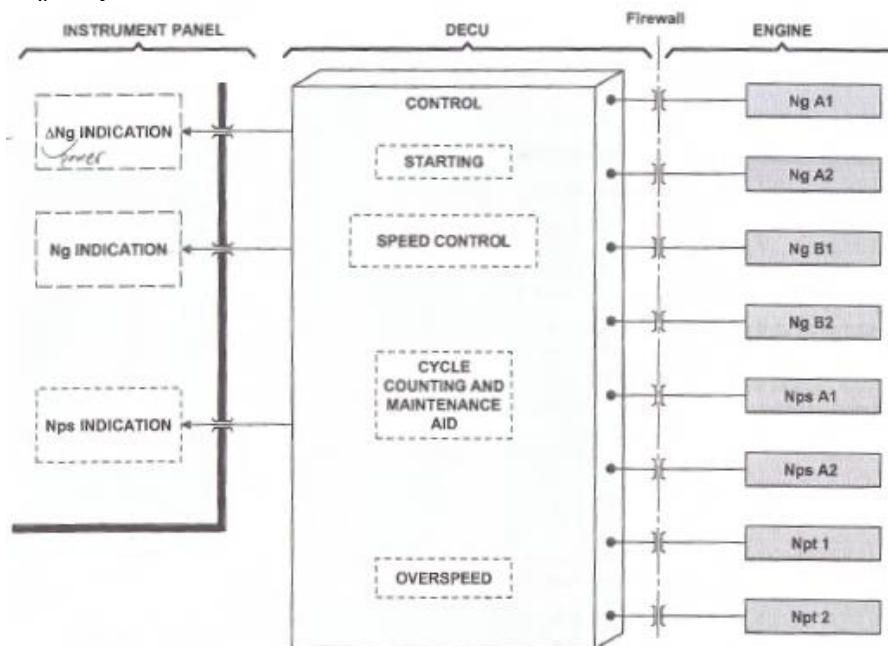 INSTRUMENT PANEL
DECU
Firewall
ENGINE
CONTROL
STARTING
SPEED CONTROL
CYCLE
COUNTING AND
MAINTENANCE
AID
OVERSPEED
ΔNg INDICATION
Ng INDICATION
Nps INDICATION
Ng A1
Ng A2
Ng B1
Ng B2
Nps A1
Nps A2
Npt 1
Npt 2